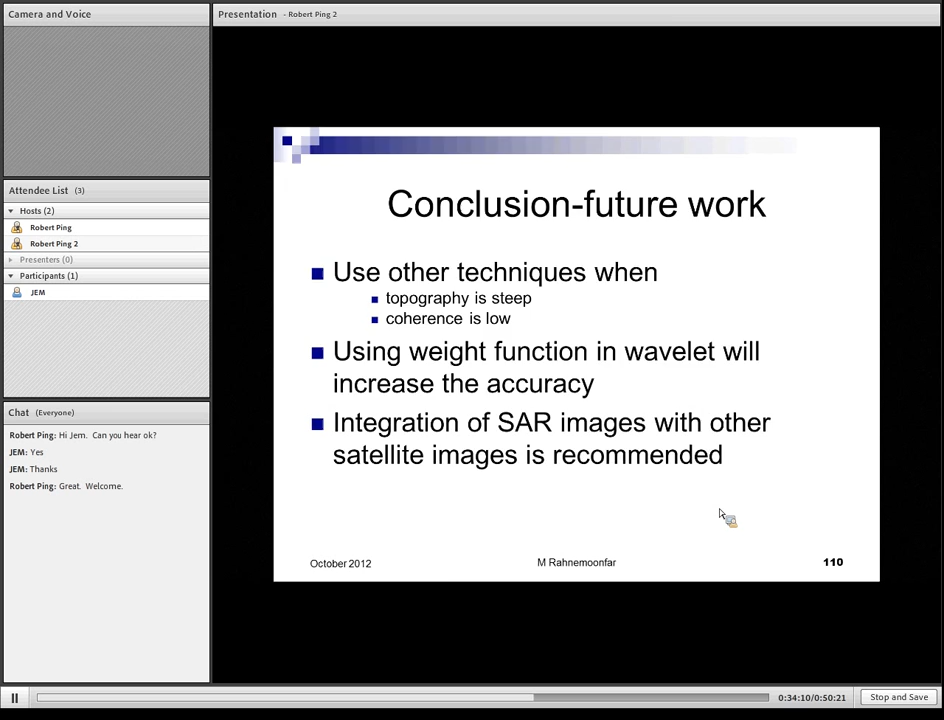 Camera and Voice
Presentation - Robert Ping 2
Attendee List (3)
Hosts (2)
Robert Ping
Robert Ping 2
Presenters (0)
Participants (1)
JEM
Chat (Everyone)
Robert Ping: Hi Jem. Can you hear ok?
JEM: Yes
JEM: Thanks
Robert Ping: Great. Welcome.
Conclusion-future work
Use other techniques when
topography is steep
coherence is low
Using weight function in wavelet will
increase the accuracy
Integration of SAR images with other
satellite images is recommended
October 2012 M Rahnemoonfar 110
0:34:10/0:50:21 Stop and Save